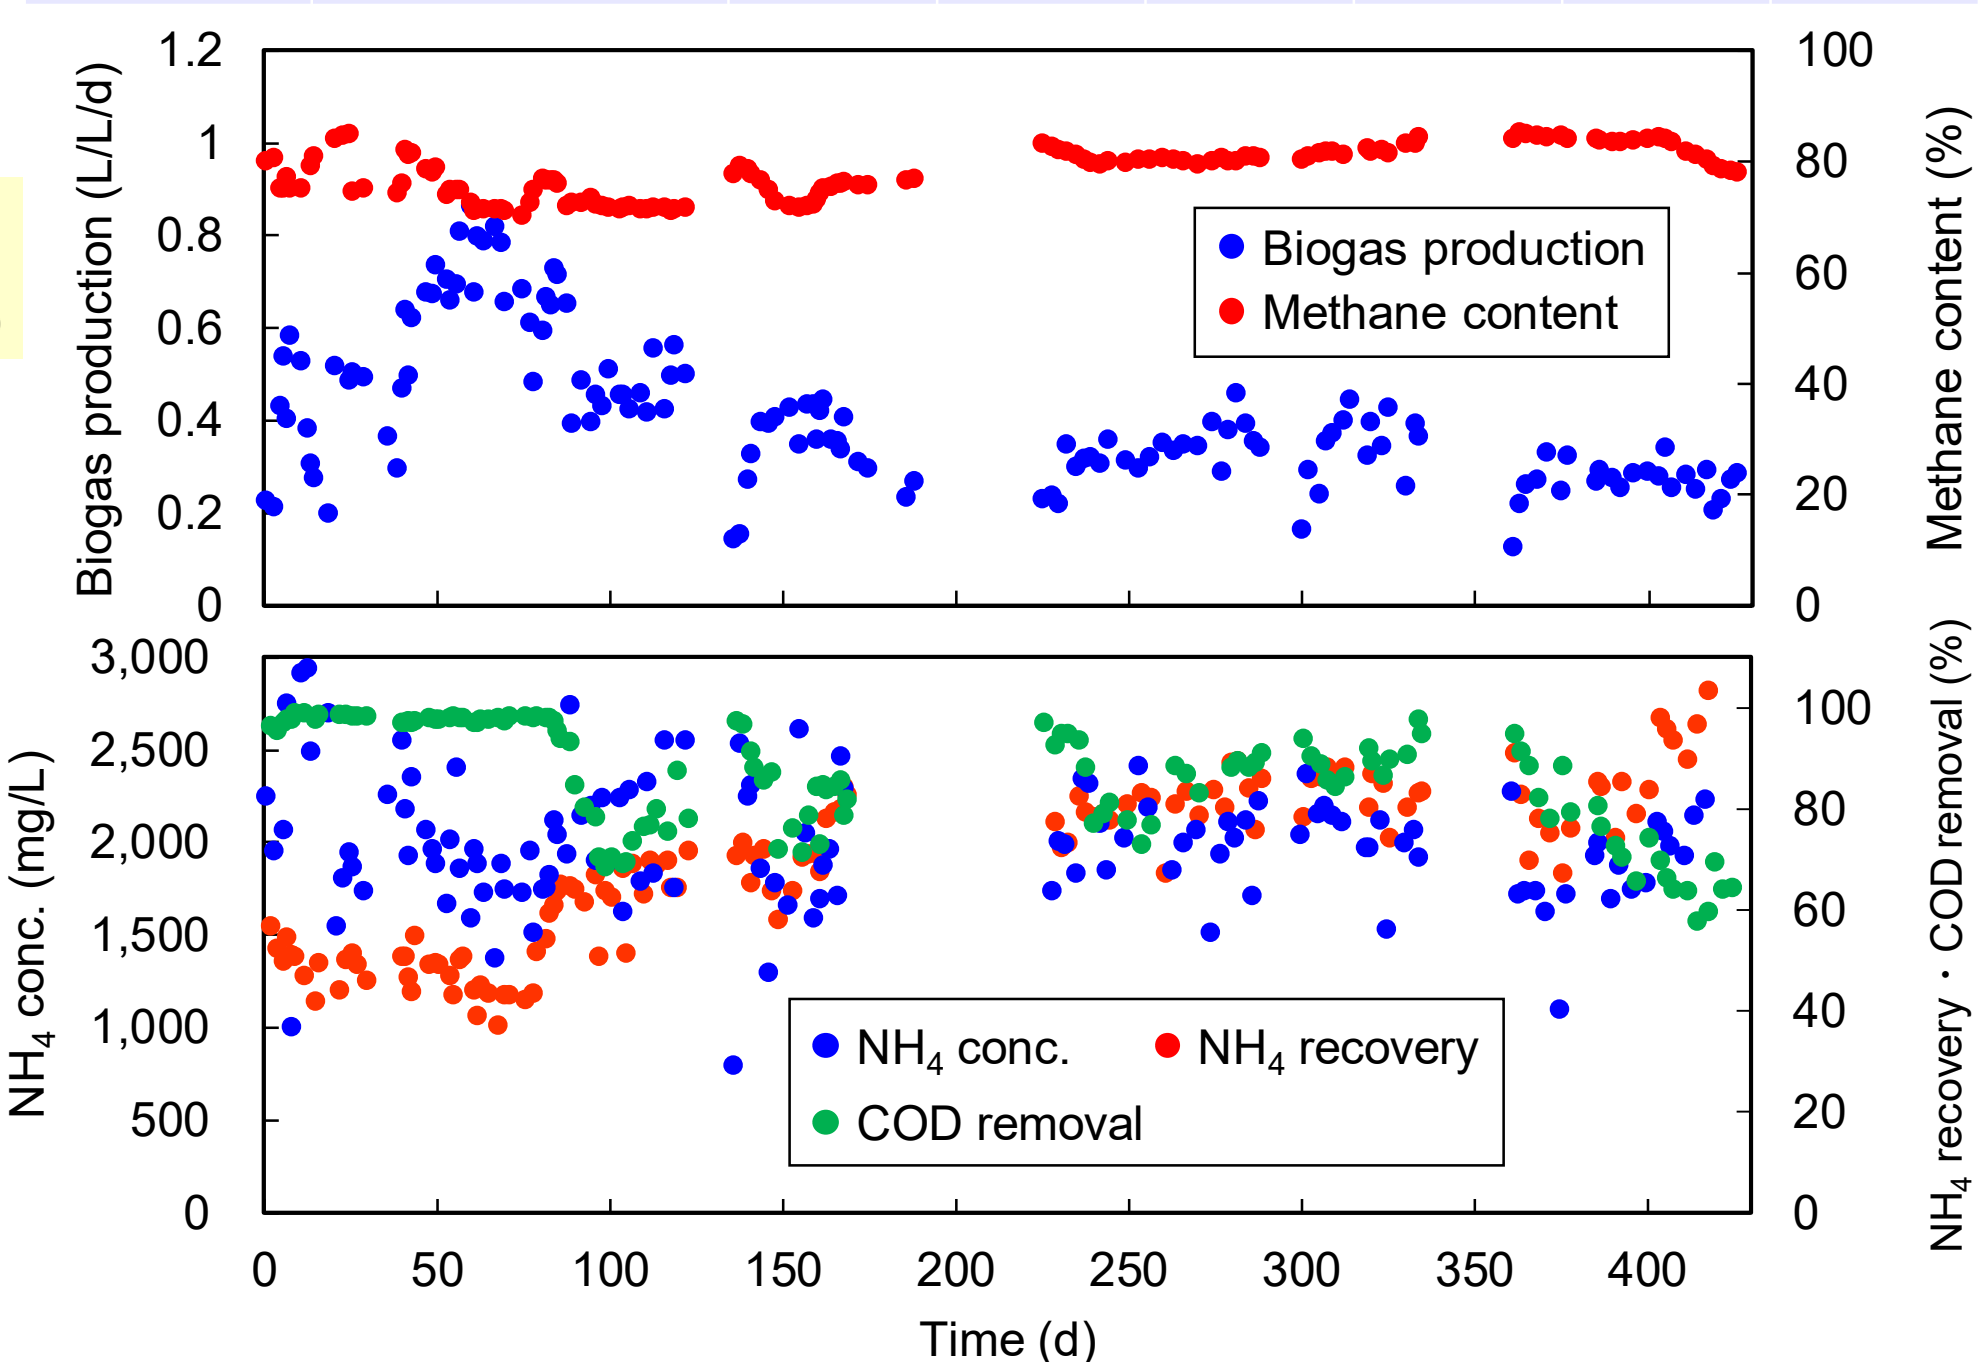 1.2
1
0.8
0.6
0.4
0.2
0
Biogas production (L/L/d)
100
80
60
40
20
0
Methane content (%)
Biogas production
Methane content
3,000
2,500
2,000
1,500
1,000
500
0
NH₄ conc. (mg/L)
100
80
60
40
20
0
NH₄ recovery・COD removal (%)
NH₄ conc. NH₄ recovery
COD removal
0 50 100 150 200 250 300 350 400
Time (d)